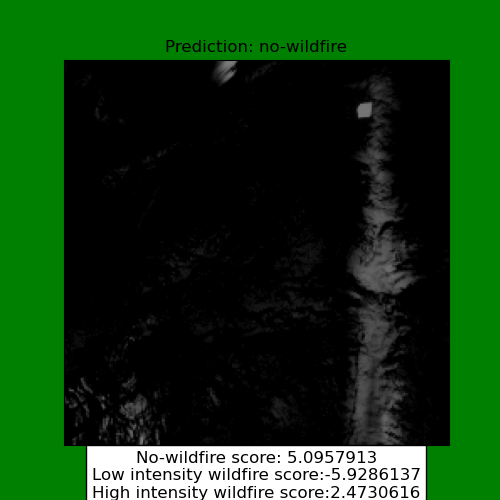 Prediction: no-wildfire
No-wildfire score: 5.0957913
Low intensity wildfire score:-5.9286137
High intensity wildfire score:2.4730616